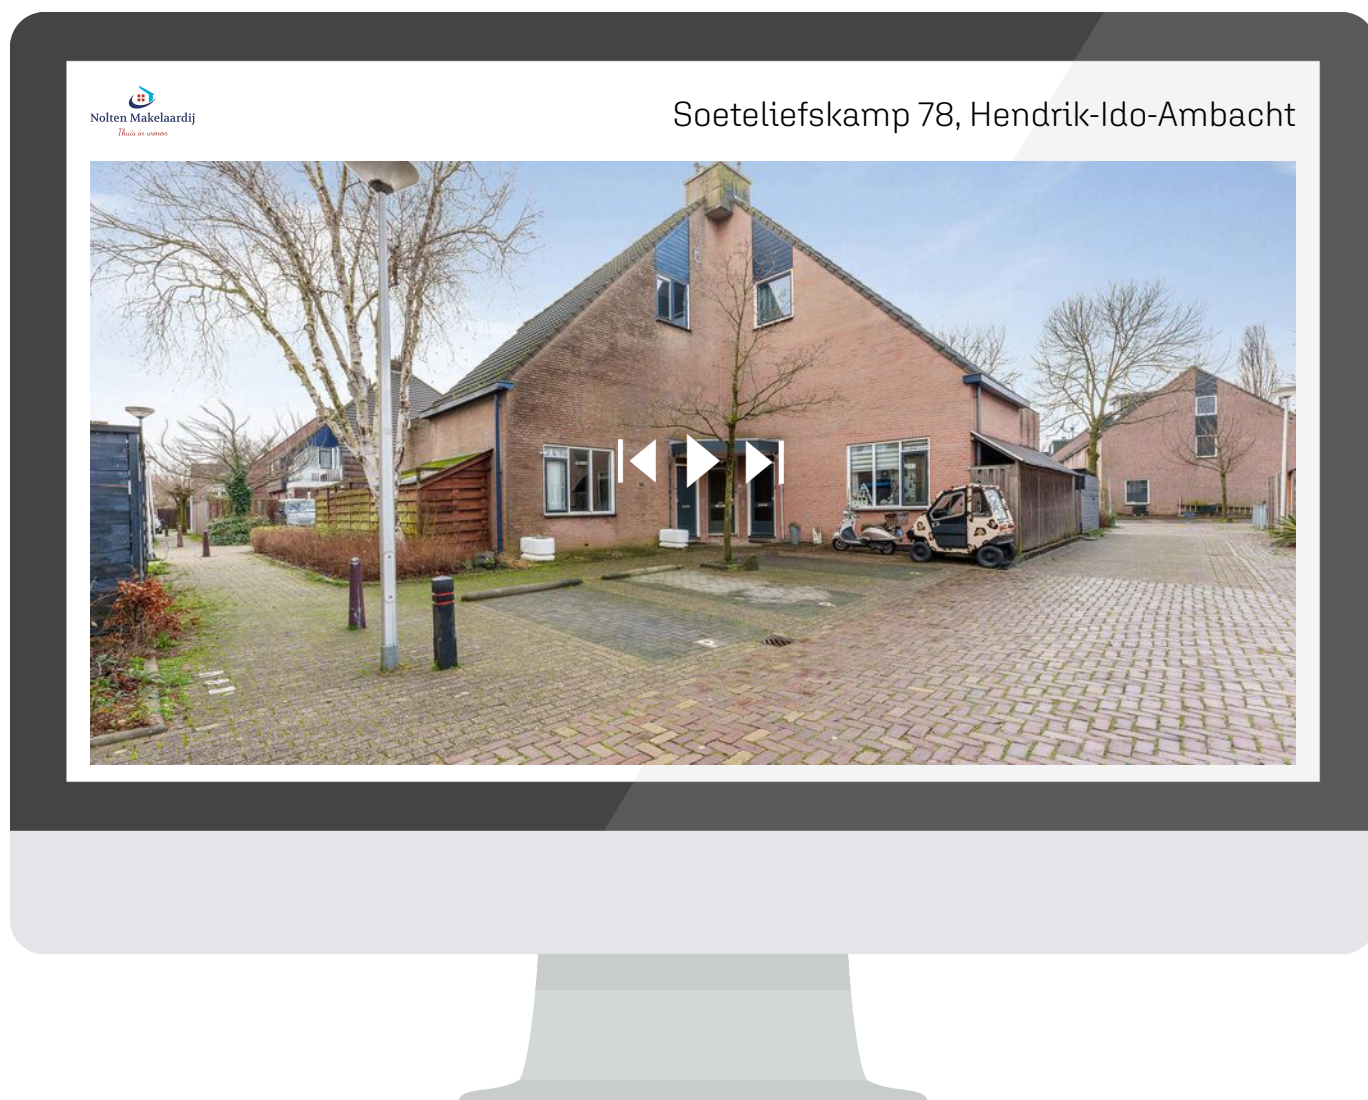 Nolten Makelaardij
Thuis in wonen
Soeteliefskamp 78, Hendrik-Ido-Ambacht